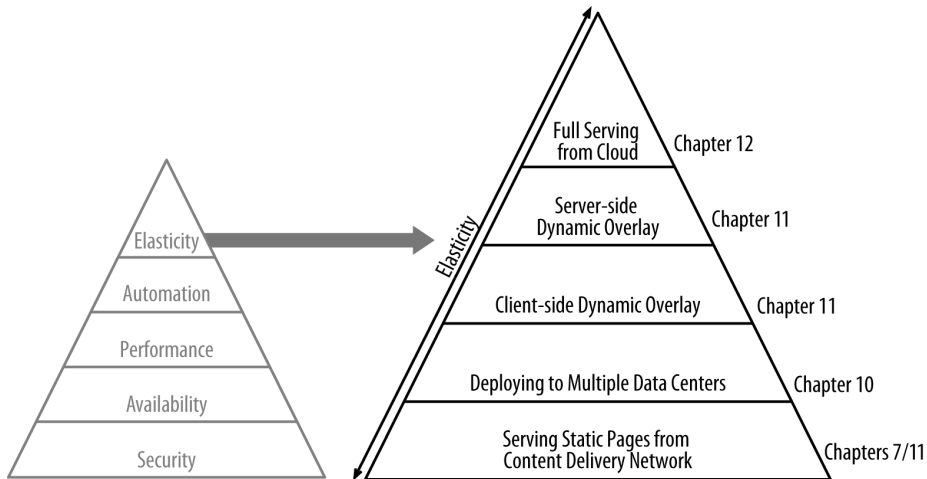 Elasticity
Automation
Performance
Availability
Security
Elasticity
Full Serving
from Cloud
Chapter 12
Server-side
Dynamic Overlay
Chapter 11
Client-side Dynamic Overlay
Chapter 11
Deploying to Multiple Data Centers
Chapter 10
Serving Static Pages from
Content Delivery Network
Chapters 7/11